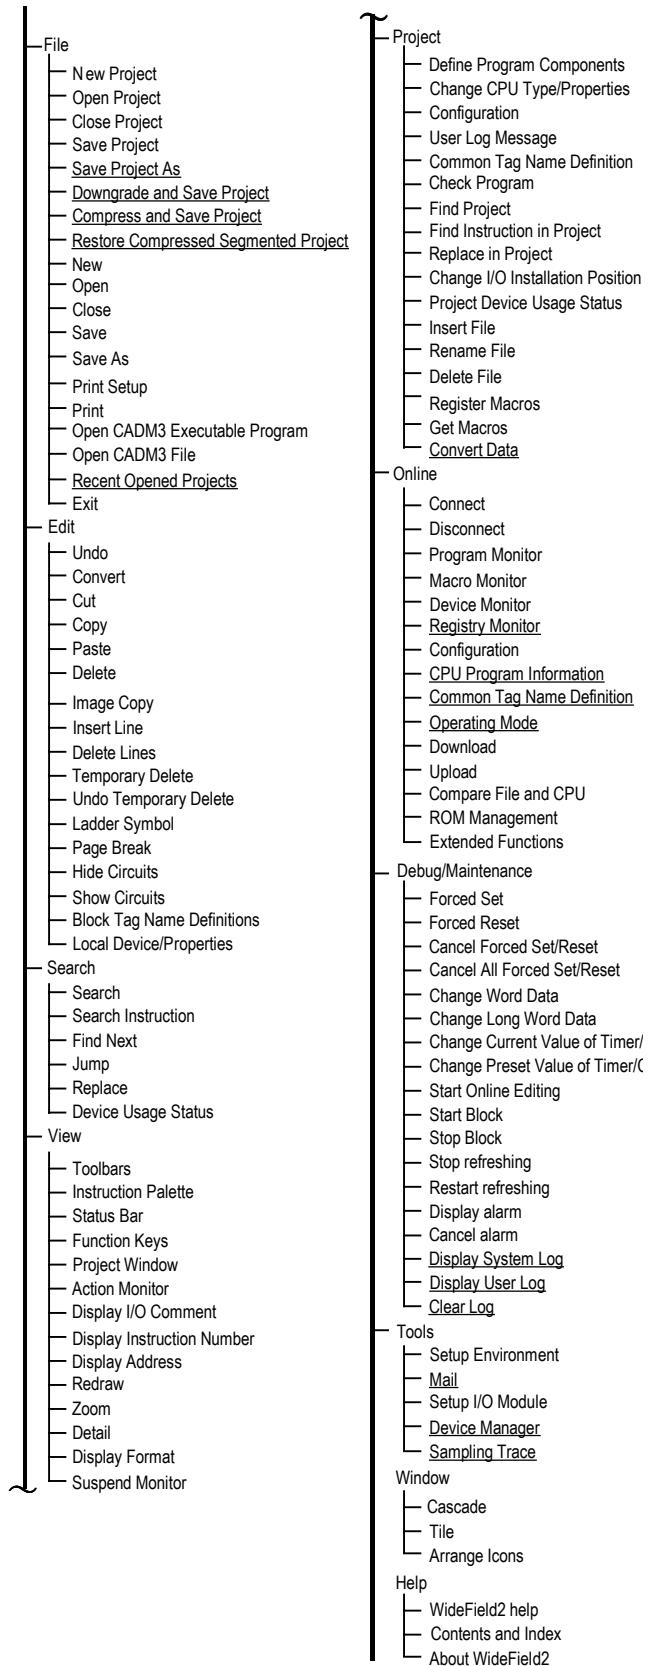 File
New Project
Open Project
Close Project
Save Project
Save Project As
Downgrade and Save Project
Compress and Save Project
Restore Compressed Segmented Project
New
Open
Close
Save
Save As
Print Setup
Print
Open CADM3 Executable Program
Open CADM3 File
Recent Opened Projects
Exit
Edit
Undo
Convert
Cut
Copy
Paste
Delete
Image Copy
Insert Line
Delete Lines
Temporary Delete
Undo Temporary Delete
Ladder Symbol
Page Break
Hide Circuits
Show Circuits
Block Tag Name Definitions
Local Device/Properties
Search
Search
Search Instruction
Find Next
Jump
Replace
Device Usage Status
View
Toolbars
Instruction Palette
Status Bar
Function Keys
Project Window
Action Monitor
Display I/O Comment
Display Instruction Number
Display Address
Redraw
Zoom
Detail
Display Format
Suspend Monitor
Project
Define Program Components
Change CPU Type/Properties
Configuration
User Log Message
Common Tag Name Definition
Check Program
Find Project
Find Instruction in Project
Replace in Project
Change I/O Installation Position
Project Device Usage Status
Insert File
Rename File
Delete File
Register Macros
Get Macros
Convert Data
Online
Connect
Disconnect
Program Monitor
Macro Monitor
Device Monitor
Registry Monitor
Configuration
CPU Program Information
Common Tag Name Definition
Operating Mode
Download
Upload
Compare File and CPU
ROM Management
Extended Functions
Debug/Maintenance
Forced Set
Forced Reset
Cancel Forced Set/Reset
Cancel All Forced Set/Reset
Change Word Data
Change Long Word Data
Change Current Value of Timer/
Change Preset Value of Timer/
Start Online Editing
Start Block
Stop Block
Stop refreshing
Restart refreshing
Display alarm
Cancel alarm
Display System Log
Display User Log
Clear Log
Tools
Setup Environment
Mail
Setup I/O Module
Device Manager
Sampling Trace
Window
Cascade
Tile
Arrange Icons
Help
WideField2 help
Contents and Index
About WideField2